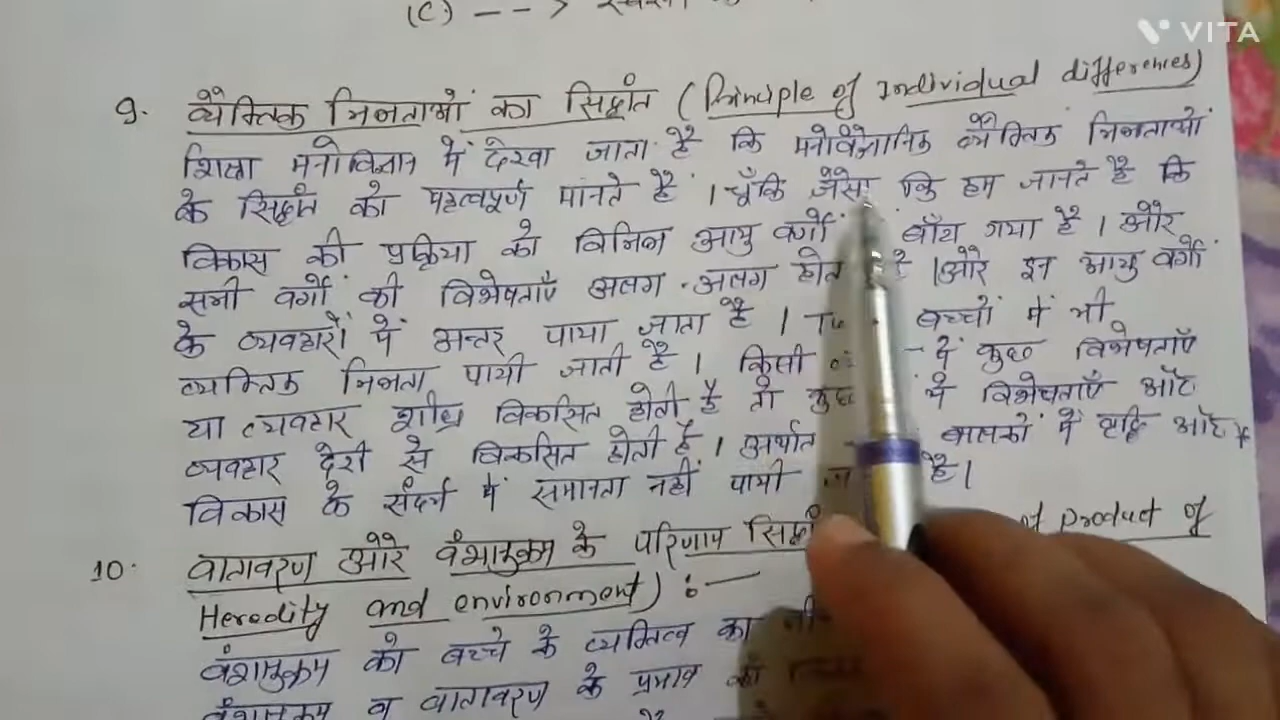 (C) - - >
VITA
9. वैयक्तिक भिन्नताओं का सिद्धांत (Principle of Individual differences)
शिक्षा मनोविज्ञान में देखा जाता है कि मनोवैज्ञानिक वैयक्तिक भिन्नताओं
के सिद्धांत को महत्वपूर्ण मानते है । चूँकि जैसा कि हम जानते है कि
विकास की प्रक्रिया को विभिन्न आयु वर्गों बाँटा गया है । और
सभी वर्गों की विशेषताएँ अलग-अलग है । और इन आयु वर्गों
के व्यवहारों में अन्तर पाया जाता है । बच्चों में भी
व्यक्तिक भिन्नता पायी जाती है । किसी में कुछ विशेषताएँ
या व्यवहार शीघ्र विकसित होती है तो कुछ में विशेषताएँ और
व्यवहार देरी से विकसित होती है । अर्थात बालकों में वृद्धि और
विकास के संदर्भ में समानता नहीं पायी है ।
10. वातावरण और वंशानुक्रम के परिणाम of product of
Heredity and environment) :-
वंशानुक्रम को बच्चे के व्यक्तित्व का
वंशानुक्रम व वातावरण के प्रभाव को